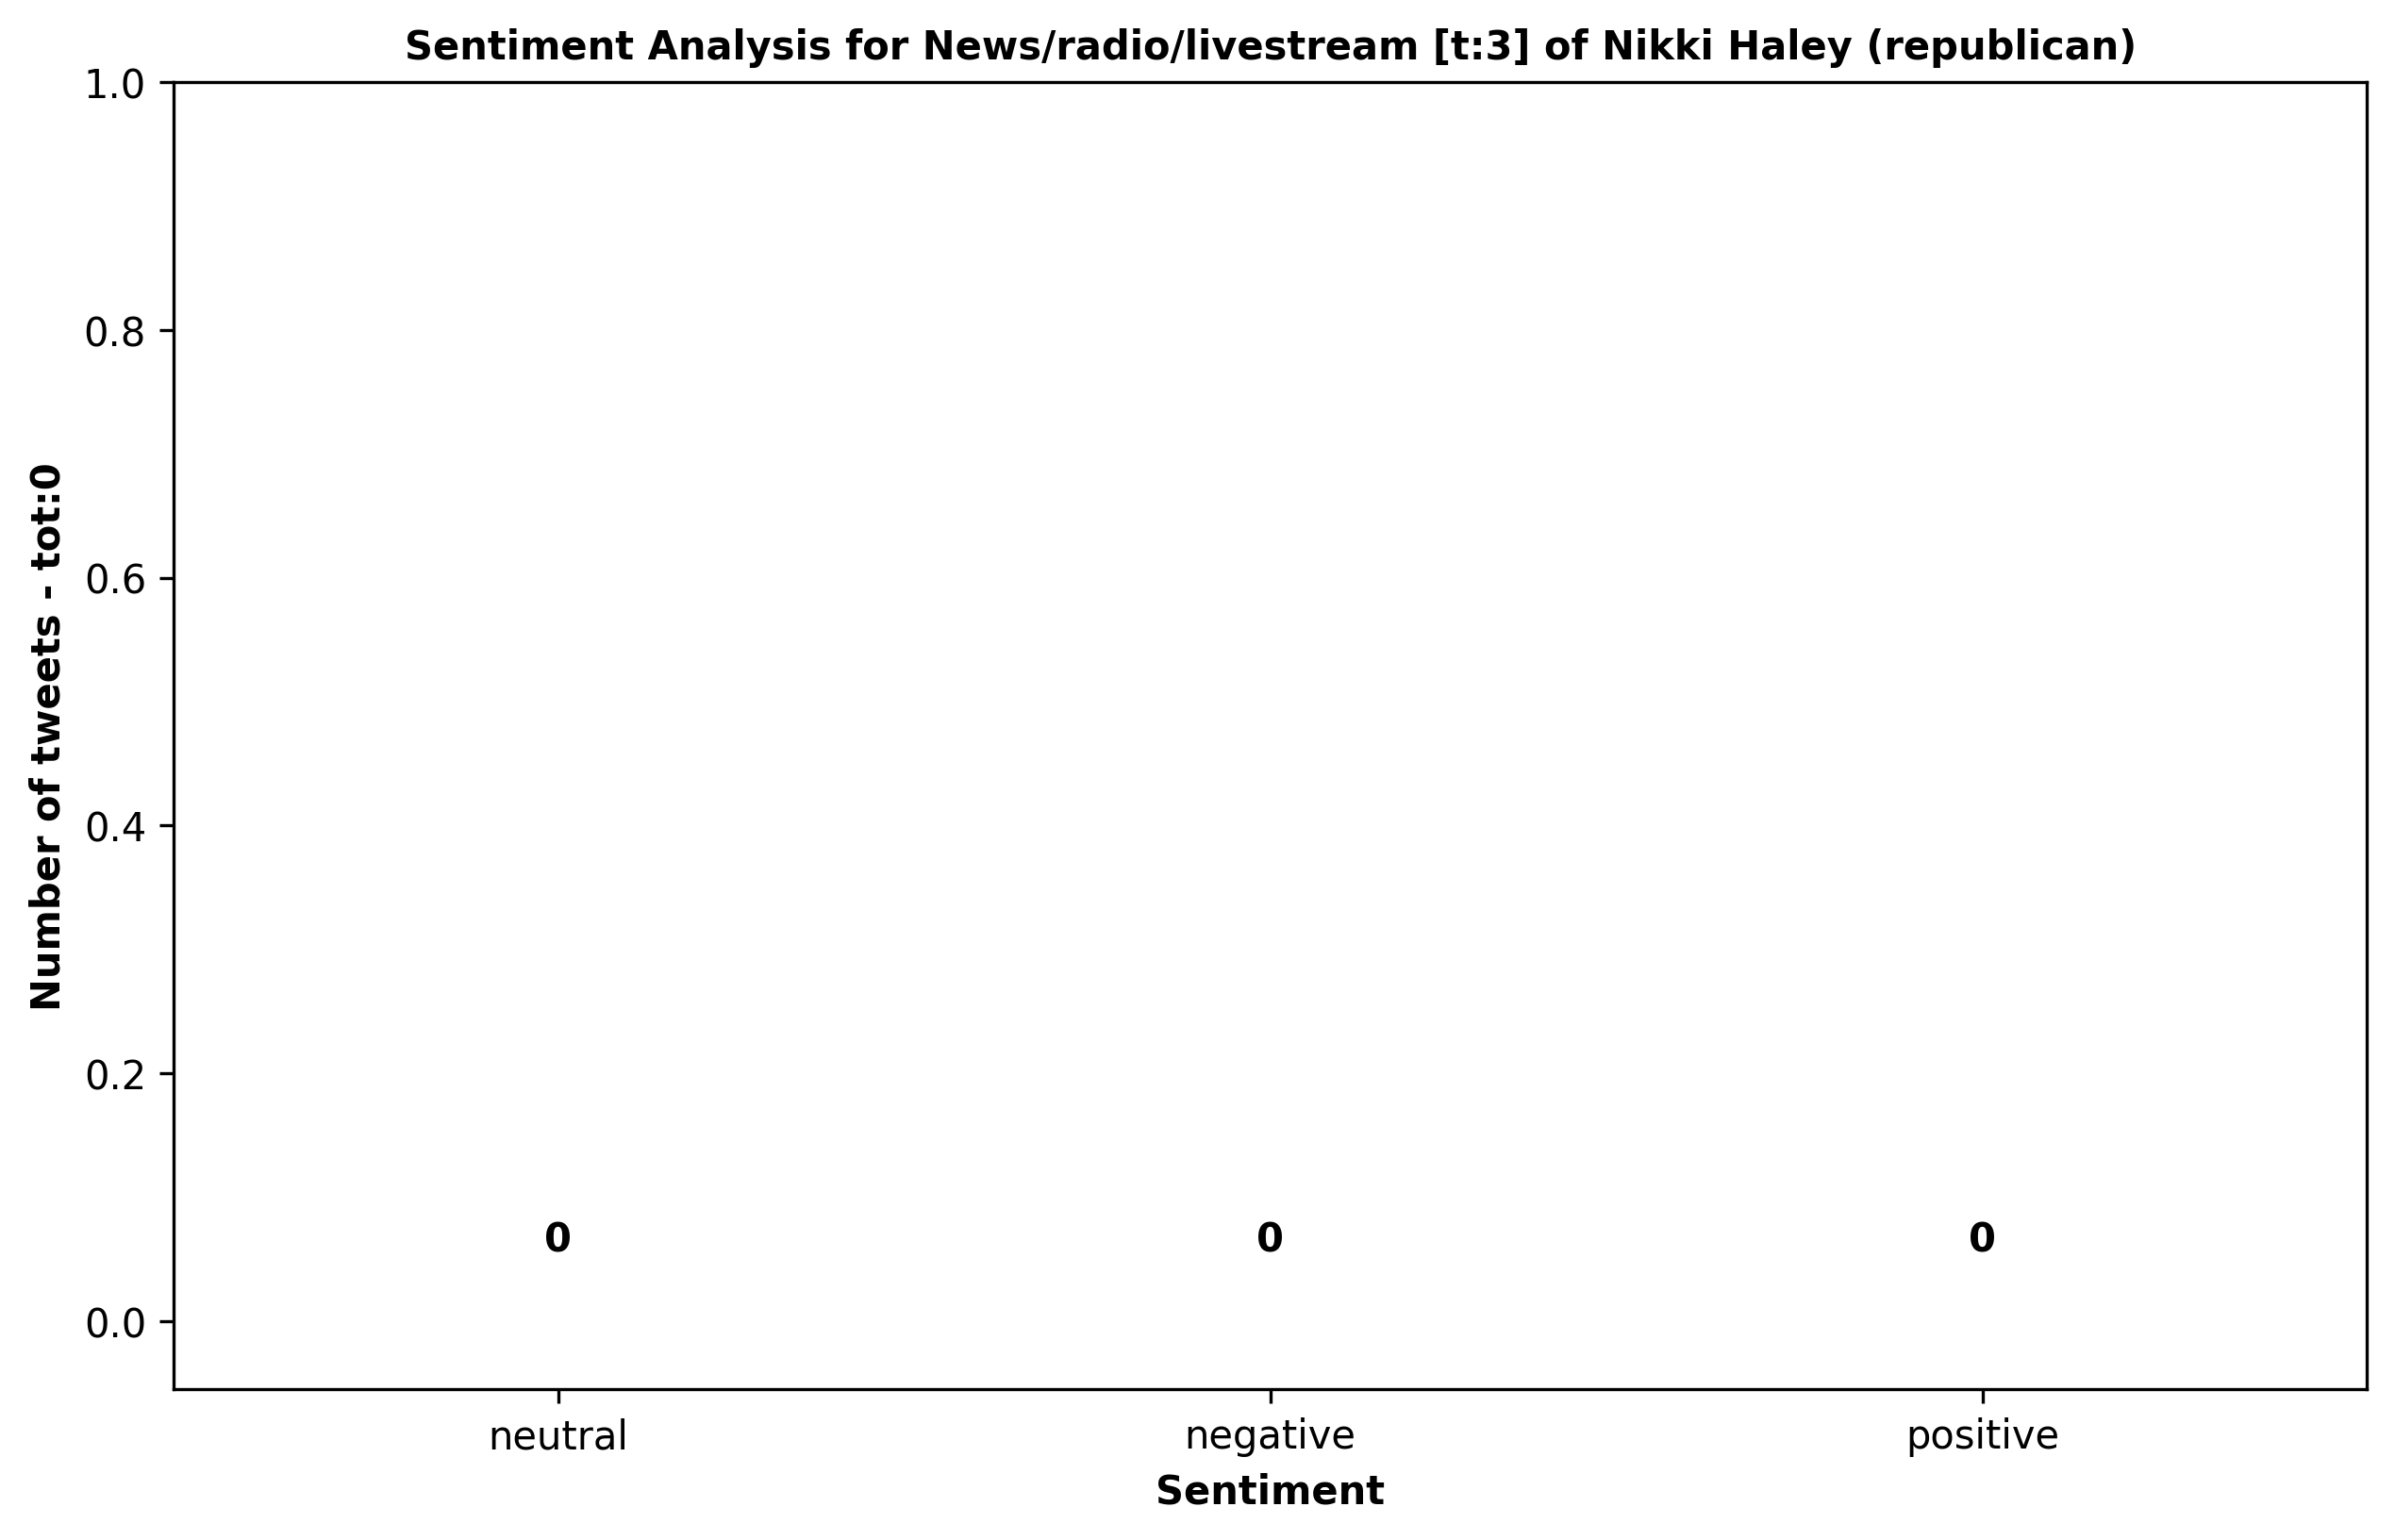 Sentiment Analysis for News/radio/livestream [t:3] of Nikki Haley (republican)
1.0
0.8
0.6
0.4
0.2
0.0
Number of tweets - tot:0
0 0 0
neutral negative positive
Sentiment